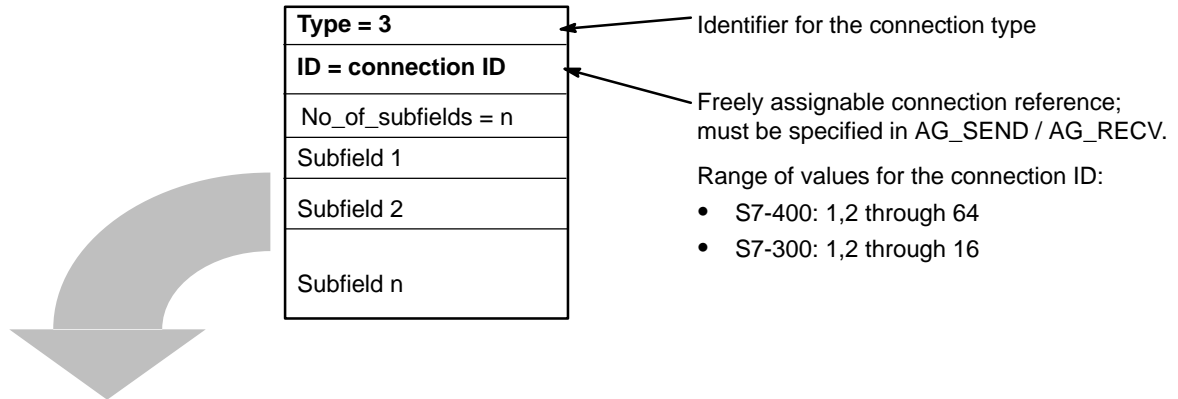 Type = 3
Identifier for the connection type
ID = connection ID
Freely assignable connection reference;
must be specified in AG_SEND / AG_RECV.
No_of_subfields = n
Subfield 1
Range of values for the connection ID:
Subfield 2
• S7-400: 1,2 through 64
• S7-300: 1,2 through 16
Subfield n